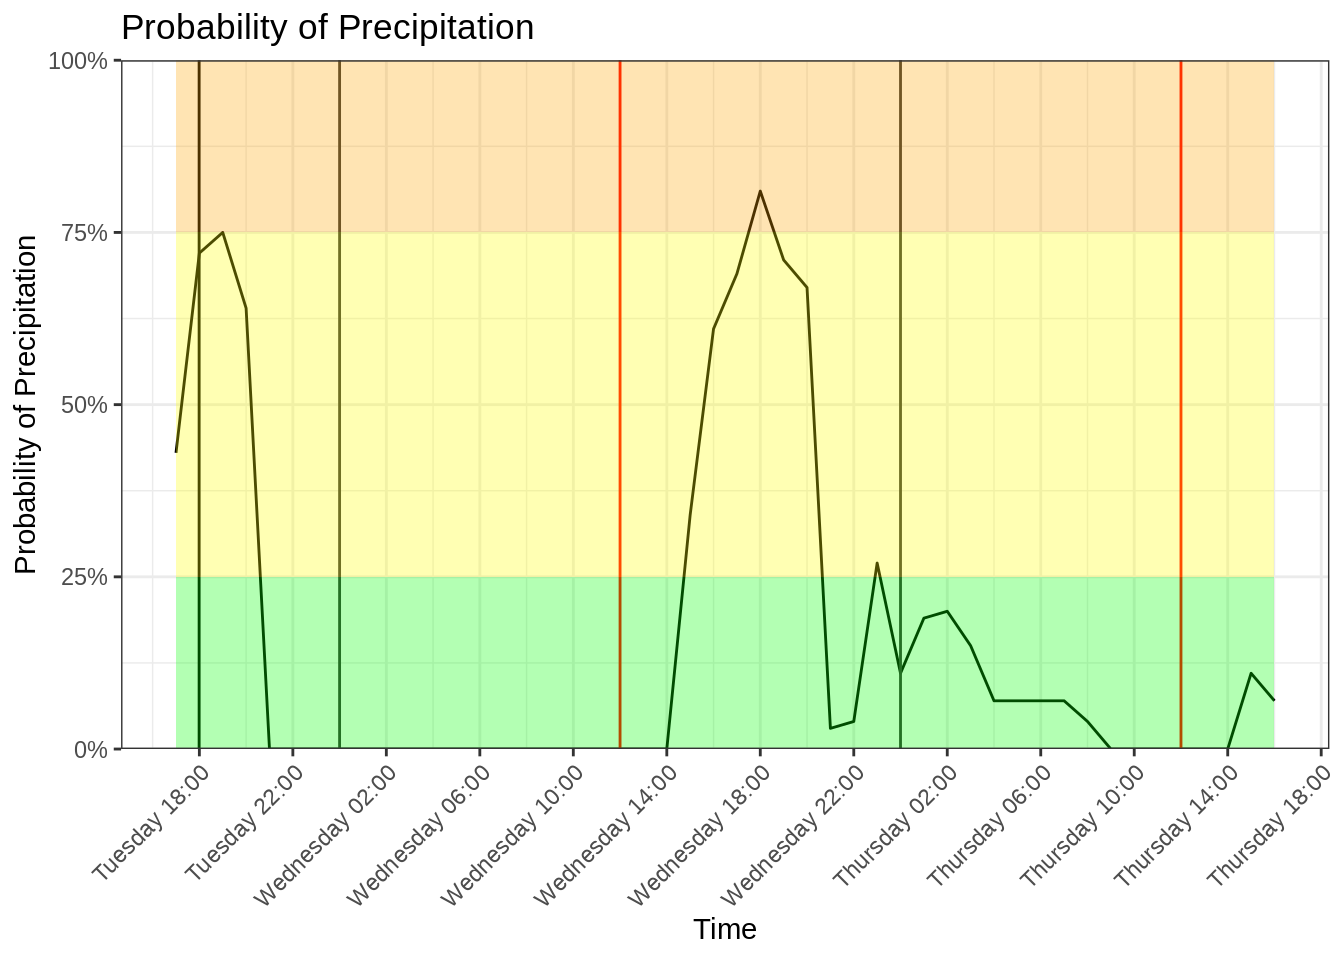 Probability of Precipitation
100%
75%
50%
25%
0%
Probability of Precipitation
Tuesday 18:00
Tuesday 22:00
Wednesday 02:00
Wednesday 06:00
Wednesday 10:00
Wednesday 14:00
Wednesday 18:00
Wednesday 22:00
Thursday 02:00
Thursday 06:00
Thursday 10:00
Thursday 14:00
Thursday 18:00
Time